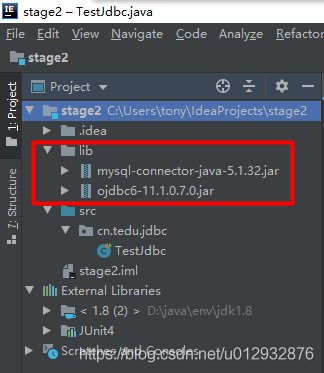 stage2 – TestJdbc.java
File Edit View Navigate Code Analyze Refactor
stage2
1: Project
Project
stage2 C:\Users\tony\IdeaProjects\stage2
.idea
lib
mysql-connector-java-5.1.32.jar
ojdbc6-11.1.0.7.0.jar
7: Structure
src
cn.tedu.jdbc
TestJdbc
stage2.iml
External Libraries
< 1.8 (2) > D:\java\env\jdk1.8
JUnit4
Scratches and Consoles
https://blog.csdn.net/u012932876